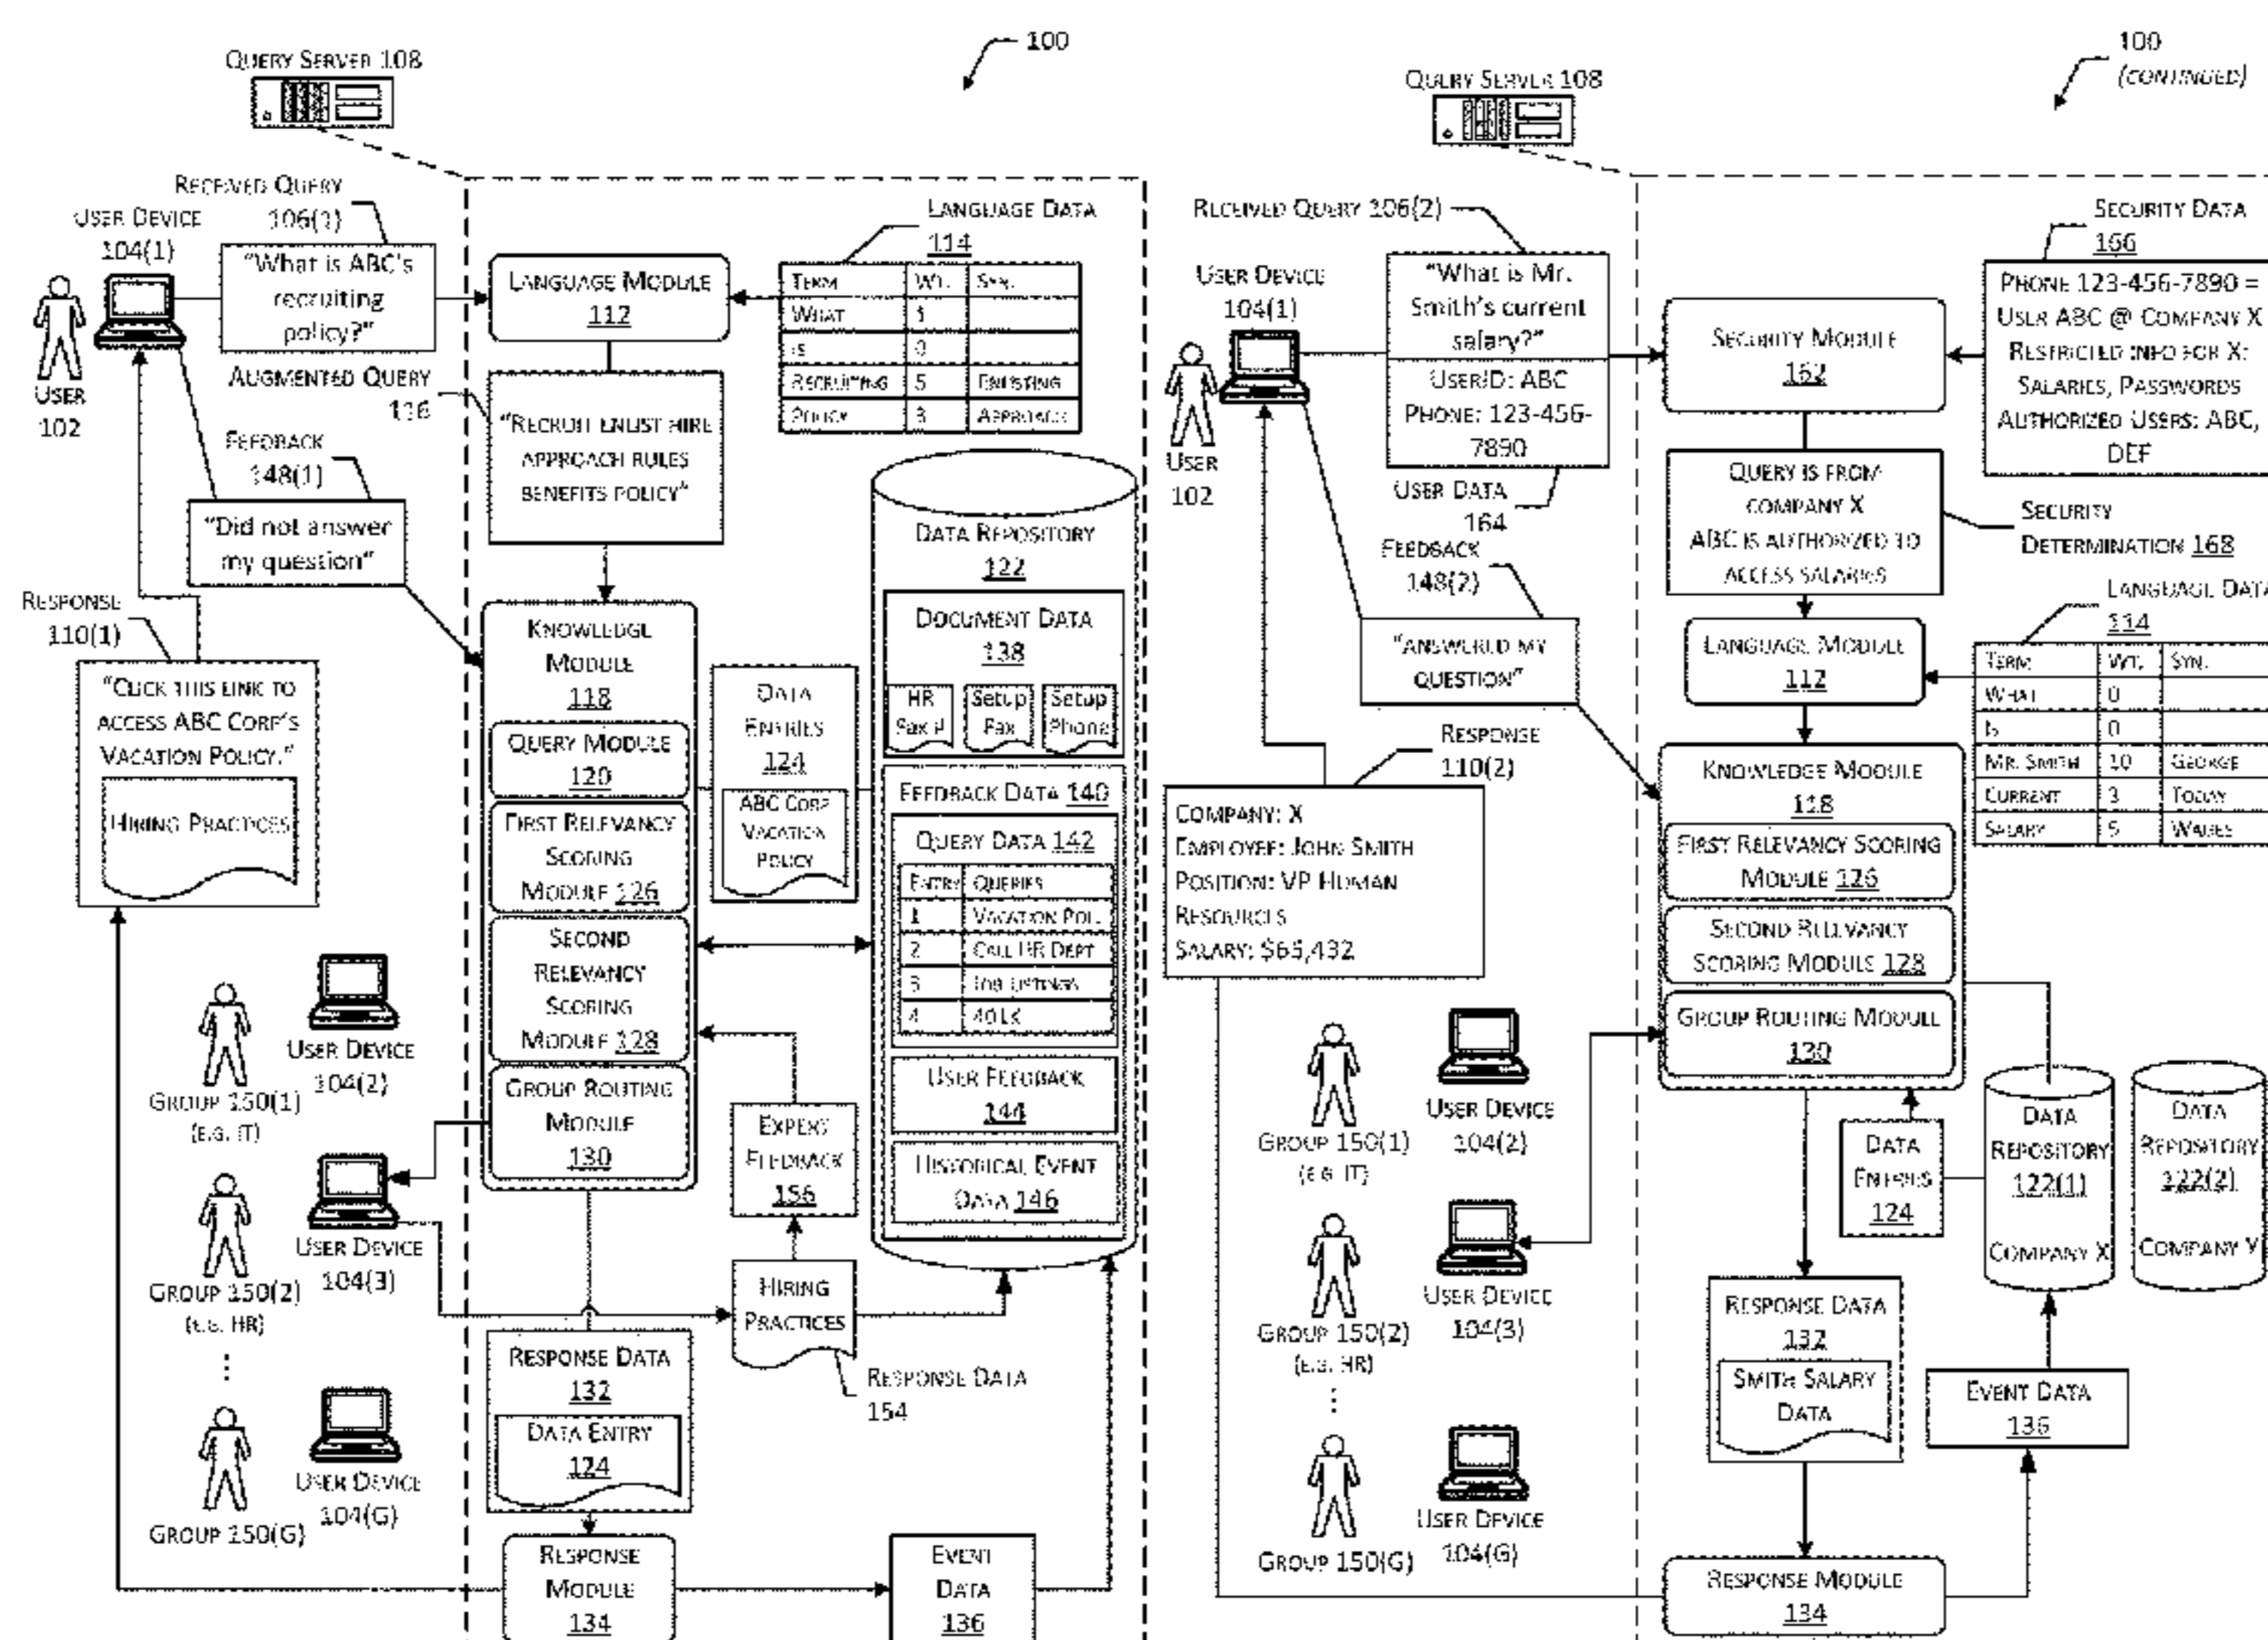 QUERY SERVER 108
100
RECEIVED QUERY
106(1)
USER DEVICE
104(1)
"What is ABC's
recruiting
policy?"
USER
102
LANGUAGE MODULE
112
LANGUAGE DATA
114
TERM WT. SYN.
WHAT 1
IS 0
RECRUITING 5 ENLISTING
POLICY 3 APPROACH
AUGMENTED QUERY
116
"RECRUIT ENLIST HIRE
APPROACH RULES
BENEFITS POLICY"
FEEDBACK
148(1)
"Did not answer
my question"
RESPONSE
110(1)
"CLICK THIS LINK TO
ACCESS ABC CORP'S
VACATION POLICY."
HIRING PRACTICES
KNOWLEDGE
MODULE
118
QUERY MODULE
120
FIRST RELEVANCY
SCORING
MODULE 126
SECOND
RELEVANCY
SCORING
MODULE 128
GROUP ROUTING
MODULE
130
DATA
ENTRIES
124
ABC CORP
VACATION
POLICY
DATA REPOSITORY
122
DOCUMENT DATA
138
HR
Fax #
Setup
Fax
Setup
Phone
FEEDBACK DATA 140
QUERY DATA 142
ENTRY QUERIES
1 VACATION POL.
2 CALL HR DEPT
3 JOB LISTINGS
4 401K
USER FEEDBACK
144
HISTORICAL EVENT
DATA 146
EXPERT
FEEDBACK
156
HIRING
PRACTICES
RESPONSE DATA
154
USER DEVICE
104(2)
GROUP 150(1)
(E.G. IT)
USER DEVICE
104(3)
GROUP 150(2)
(E.G. HR)
USER DEVICE
104(G)
GROUP 150(G)
RESPONSE DATA
132
DATA ENTRY
124
RESPONSE
MODULE
134
EVENT
DATA
136
QUERY SERVER 108
100
(CONTINUED)
RECEIVED QUERY 106(2)
USER DEVICE
104(1)
USER
102
"What is Mr.
Smith's current
salary?"
USERID: ABC
PHONE: 123-456-
7890
USER DATA
164
SECURITY MODULE
162
SECURITY DATA
166
PHONE 123-456-7890 =
USER ABC @ COMPANY X
RESTRICTED INFO FOR X:
SALARIES, PASSWORDS
AUTHORIZED USERS: ABC,
DEF
QUERY IS FROM
COMPANY X
ABC IS AUTHORIZED TO
ACCESS SALARIES
SECURITY
DETERMINATION 168
FEEDBACK
148(2)
"ANSWERED MY
QUESTION"
LANGUAGE MODULE
112
LANGUAGE DATA
114
TERM WT. SYN.
WHAT 0
IS 0
MR. SMITH 10 GEORGE
CURRENT 3 TODAY
SALARY 5 WAGES
RESPONSE
110(2)
COMPANY: X
EMPLOYEE: JOHN SMITH
POSITION: VP HUMAN
RESOURCES
SALARY: $65,432
KNOWLEDGE MODULE
118
FIRST RELEVANCY SCORING
MODULE 126
SECOND RELEVANCY
SCORING MODULE 128
GROUP ROUTING MODULE
130
USER DEVICE
104(2)
GROUP 150(1)
(E.G. IT)
USER DEVICE
104(3)
GROUP 150(2)
(E.G. HR)
USER DEVICE
104(G)
GROUP 150(G)
DATA
ENTRIES
124
DATA
REPOSITORY
122(1)
COMPANY X
DATA
REPOSITORY
122(2)
COMPANY Y
RESPONSE DATA
132
SMITH SALARY
DATA
EVENT DATA
136
RESPONSE MODULE
134